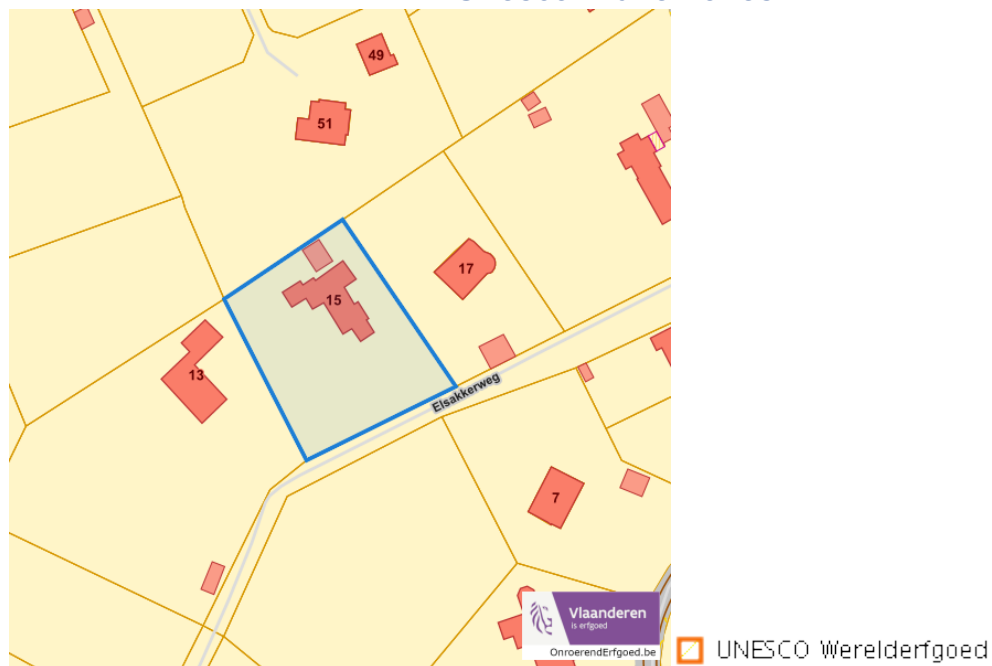 49
51
17
15
13
Elsakkerweg
7
Vlaanderen
is erfgoed
OnroerendErfgoed.be
UNESCO Werelderfgoed